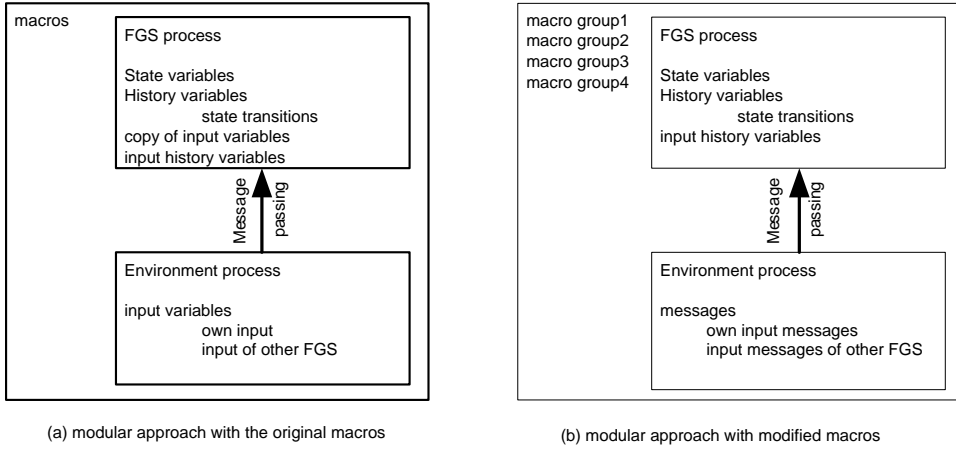 macros
FGS process
State variables
History variables
state transitions
copy of input variables
input history variables
Message
passing
Environment process
input variables
own input
input of other FGS
(a) modular approach with the original macros
macro group1
macro group2
macro group3
macro group4
FGS process
State variables
History variables
state transitions
input history variables
Message
passing
Environment process
messages
own input messages
input messages of other FGS
(b) modular approach with modified macros